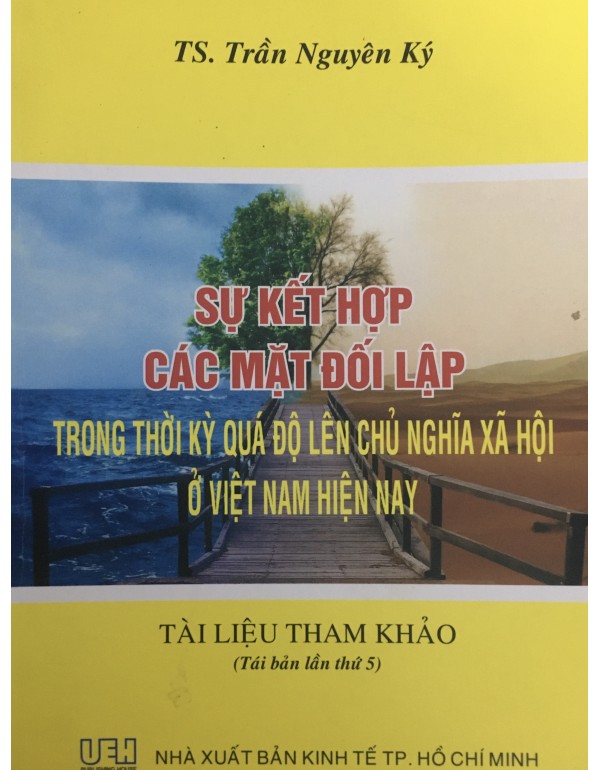 TS. Trần Nguyên Ký
SỰ KẾT HỢP
CÁC MẶT ĐỐI LẬP
TRONG THỜI KỲ QUÁ ĐỘ LÊN CHỦ NGHĨA XÃ HỘI
Ở VIỆT NAM HIỆN NAY
TÀI LIỆU THAM KHẢO
(Tái bản lần thứ 5)
UEH
PUBLISHING HOUSE
NHÀ XUẤT BẢN KINH TẾ TP. HỒ CHÍ MINH